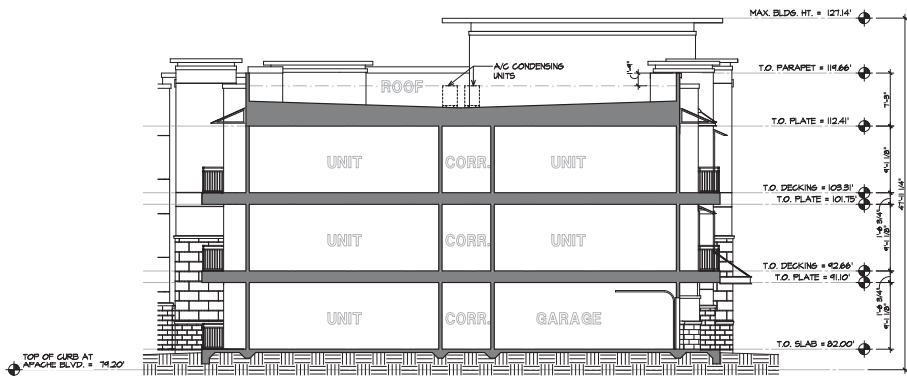 MAX. BLDG. HT. = 127.14'
A/C CONDENSING
UNITS
1'-9"
T.O. PARAPET = 119.66'
ROOF
7'-3"
T.O. PLATE = 112.41'
UNIT CORR. UNIT
9'-1 1/8"
T.O. DECKING = 103.31'
T.O. PLATE = 101.75'
1'-6 3/4"
47'-11 1/4"
UNIT CORR. UNIT
9'-1 1/8"
T.O. DECKING = 92.66'
T.O. PLATE = 91.10'
1'-6 3/4"
UNIT CORR. GARAGE
9'-1 1/8"
T.O. SLAB = 82.00'
TOP OF CURB AT
APACHE BLVD. = 79.20'